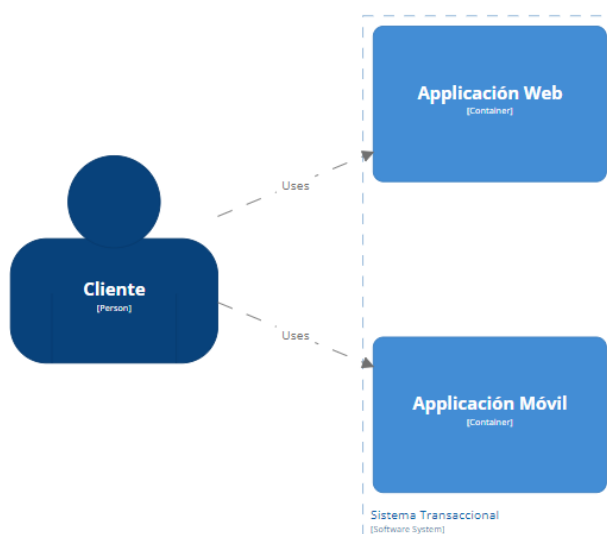 Applicación Web
[Container]
Uses
Cliente
[Person]
Uses
Applicación Móvil
[Container]
Sistema Transaccional
[Software System]